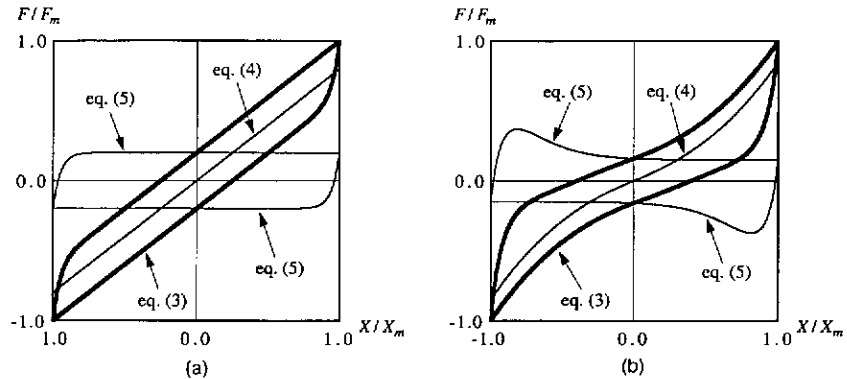 F / F_m
1.0
eq. (4)
eq. (5)
0.0
eq. (5)
eq. (3)
-1.0
1.0
0.0
1.0
X / X_m
(a)
F / F_m
1.0
eq. (4)
eq. (5)
0.0
eq. (5)
eq. (3)
-1.0
-1.0
0.0
1.0
X / X_m
(b)